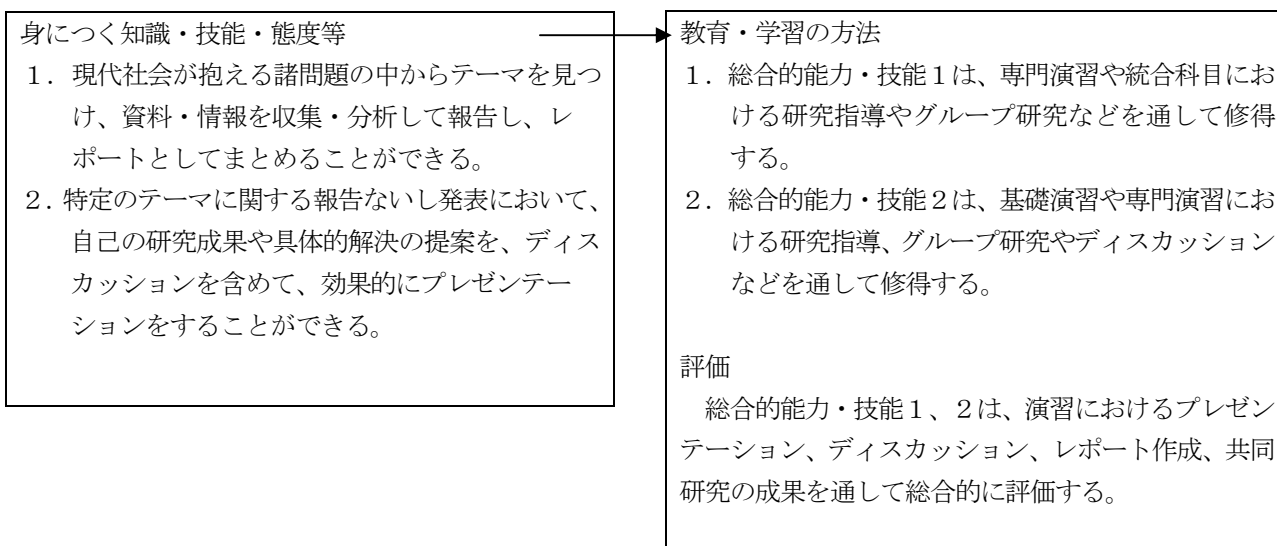 身につく知識・技能・態度等
１．現代社会が抱える諸問題の中からテーマを見つ
け、資料・情報を収集・分析して報告し、レ
ポートとしてまとめることができる。
２．特定のテーマに関する報告ないし発表において、
自己の研究成果や具体的解決の提案を、ディス
カッションを含めて、効果的にプレゼンテー
ションをすることができる。
教育・学習の方法
１．総合的能力・技能１は、専門演習や統合科目にお
ける研究指導やグループ研究などを通して修得
する。
２．総合的能力・技能２は、基礎演習や専門演習にお
ける研究指導、グループ研究やディスカッション
などを通して修得する。
評価
総合的能力・技能１、２は、演習におけるプレゼン
テーション、ディスカッション、レポート作成、共同
研究の成果を通して総合的に評価する。